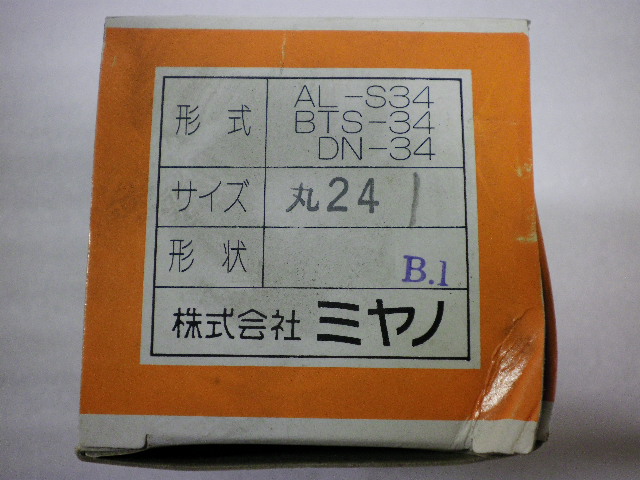 形式 AL-S34
BTS-34
DN-34
サイズ 丸24
形状 B.1
株式会社 ミヤノ